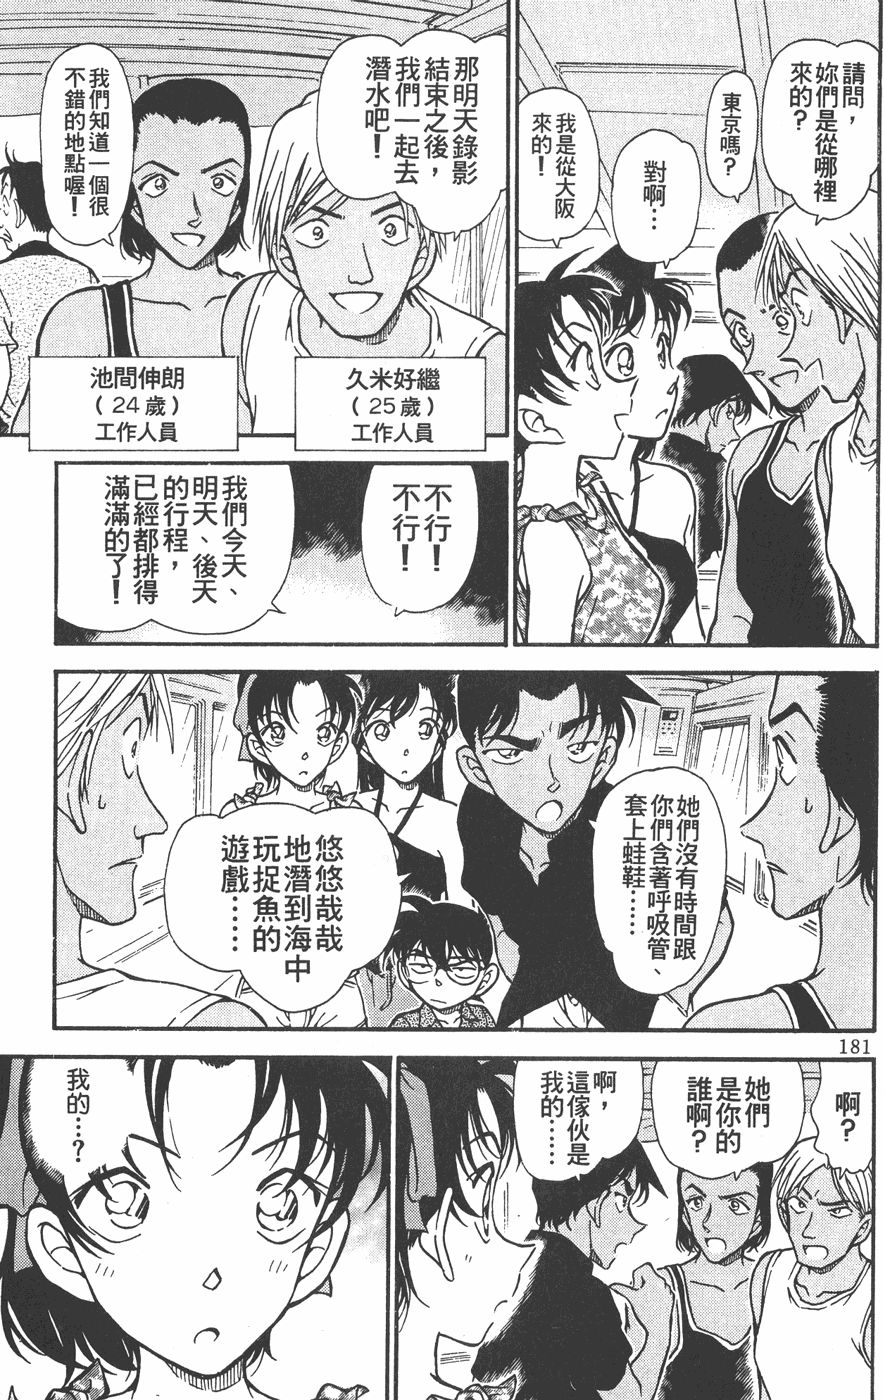 請問，
妳們是從哪裡
來的？
東京嗎？
對啊…
我是從大阪
來的！
那明天錄影
結束之後，
我們一起去
潛水吧！
我們知道一個很
不錯的地點喔！
久米好繼
（25歲）
工作人員
池間伸朗
（24歲）
工作人員
不行！
不行！
我們今天、
明天、後天
的行程，
已經都排得
滿滿的了！
她們沒有時間跟
你們含著呼吸管、
套上蛙鞋……
悠悠哉哉
地潛到海中
玩捉魚的
遊戲……
181
啊？
她們
是你的
誰啊？
啊，
這傢伙是
我的……
我的…？